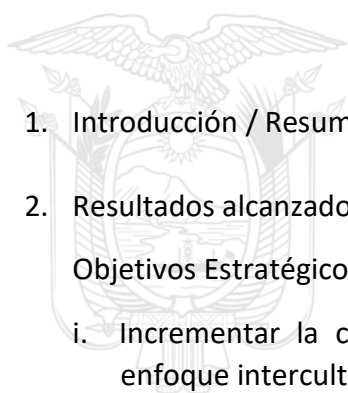 1. Introducción / Resum
2. Resultados alcanzado
Objetivos Estratégico
i. Incrementar la c
enfoque intercult